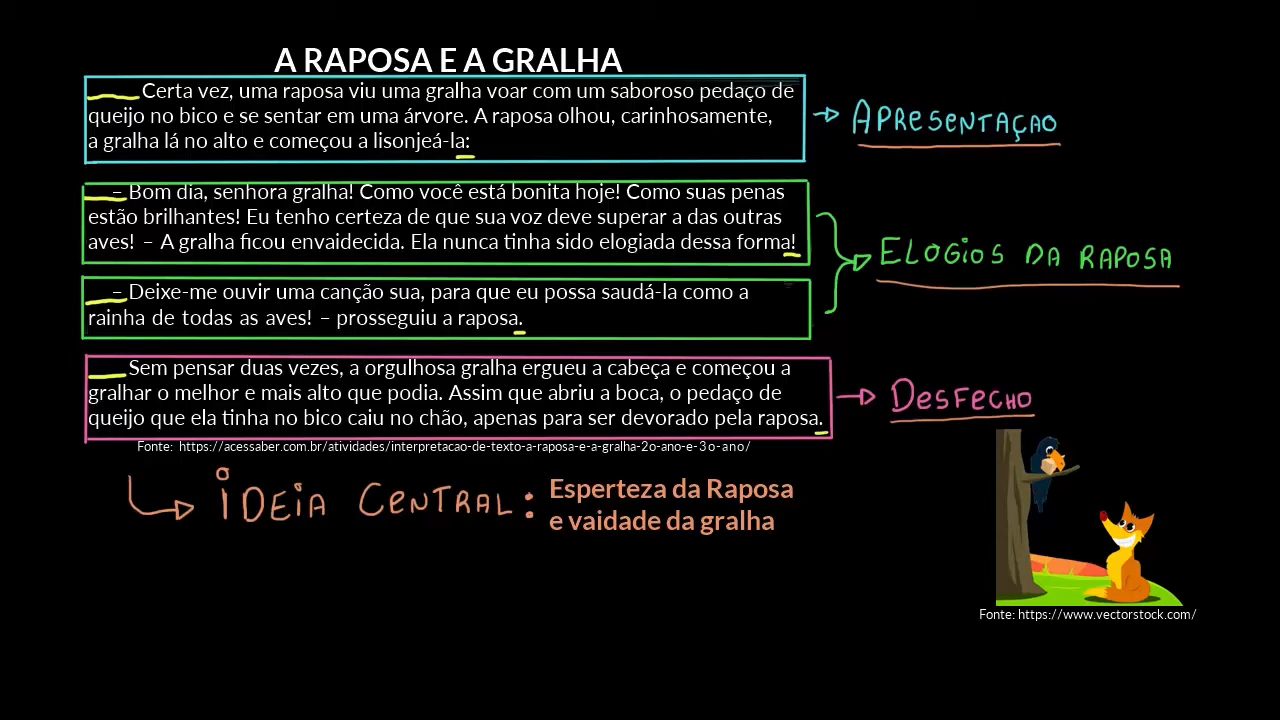 A RAPOSA E A GRALHA
Certa vez, uma raposa viu uma gralha voar com um saboroso pedaço de
queijo no bico e se sentar em uma árvore. A raposa olhou, carinhosamente,
a gralha lá no alto e começou a lisonjeá-la:
APRESENTAÇAO
– Bom dia, senhora gralha! Como você está bonita hoje! Como suas penas
estão brilhantes! Eu tenho certeza de que sua voz deve superar a das outras
aves! – A gralha ficou envaidecida. Ela nunca tinha sido elogiada dessa forma!
– Deixe-me ouvir uma canção sua, para que eu possa saudá-la como a
rainha de todas as aves! – prosseguiu a raposa.
ELOGIOS DA RAPOSA
Sem pensar duas vezes, a orgulhosa gralha ergueu a cabeça e começou a
gralhar o melhor e mais alto que podia. Assim que abriu a boca, o pedaço de
queijo que ela tinha no bico caiu no chão, apenas para ser devorado pela raposa.
DESFECHO
Fonte: https://acessaber.com.br/atividades/interpretacao-de-texto-a-raposa-e-a-gralha-2o-ano-e-3o-ano/
IDEIA CENTRAL:
Esperteza da Raposa
e vaidade da gralha
Fonte: https://www.vectorstock.com/